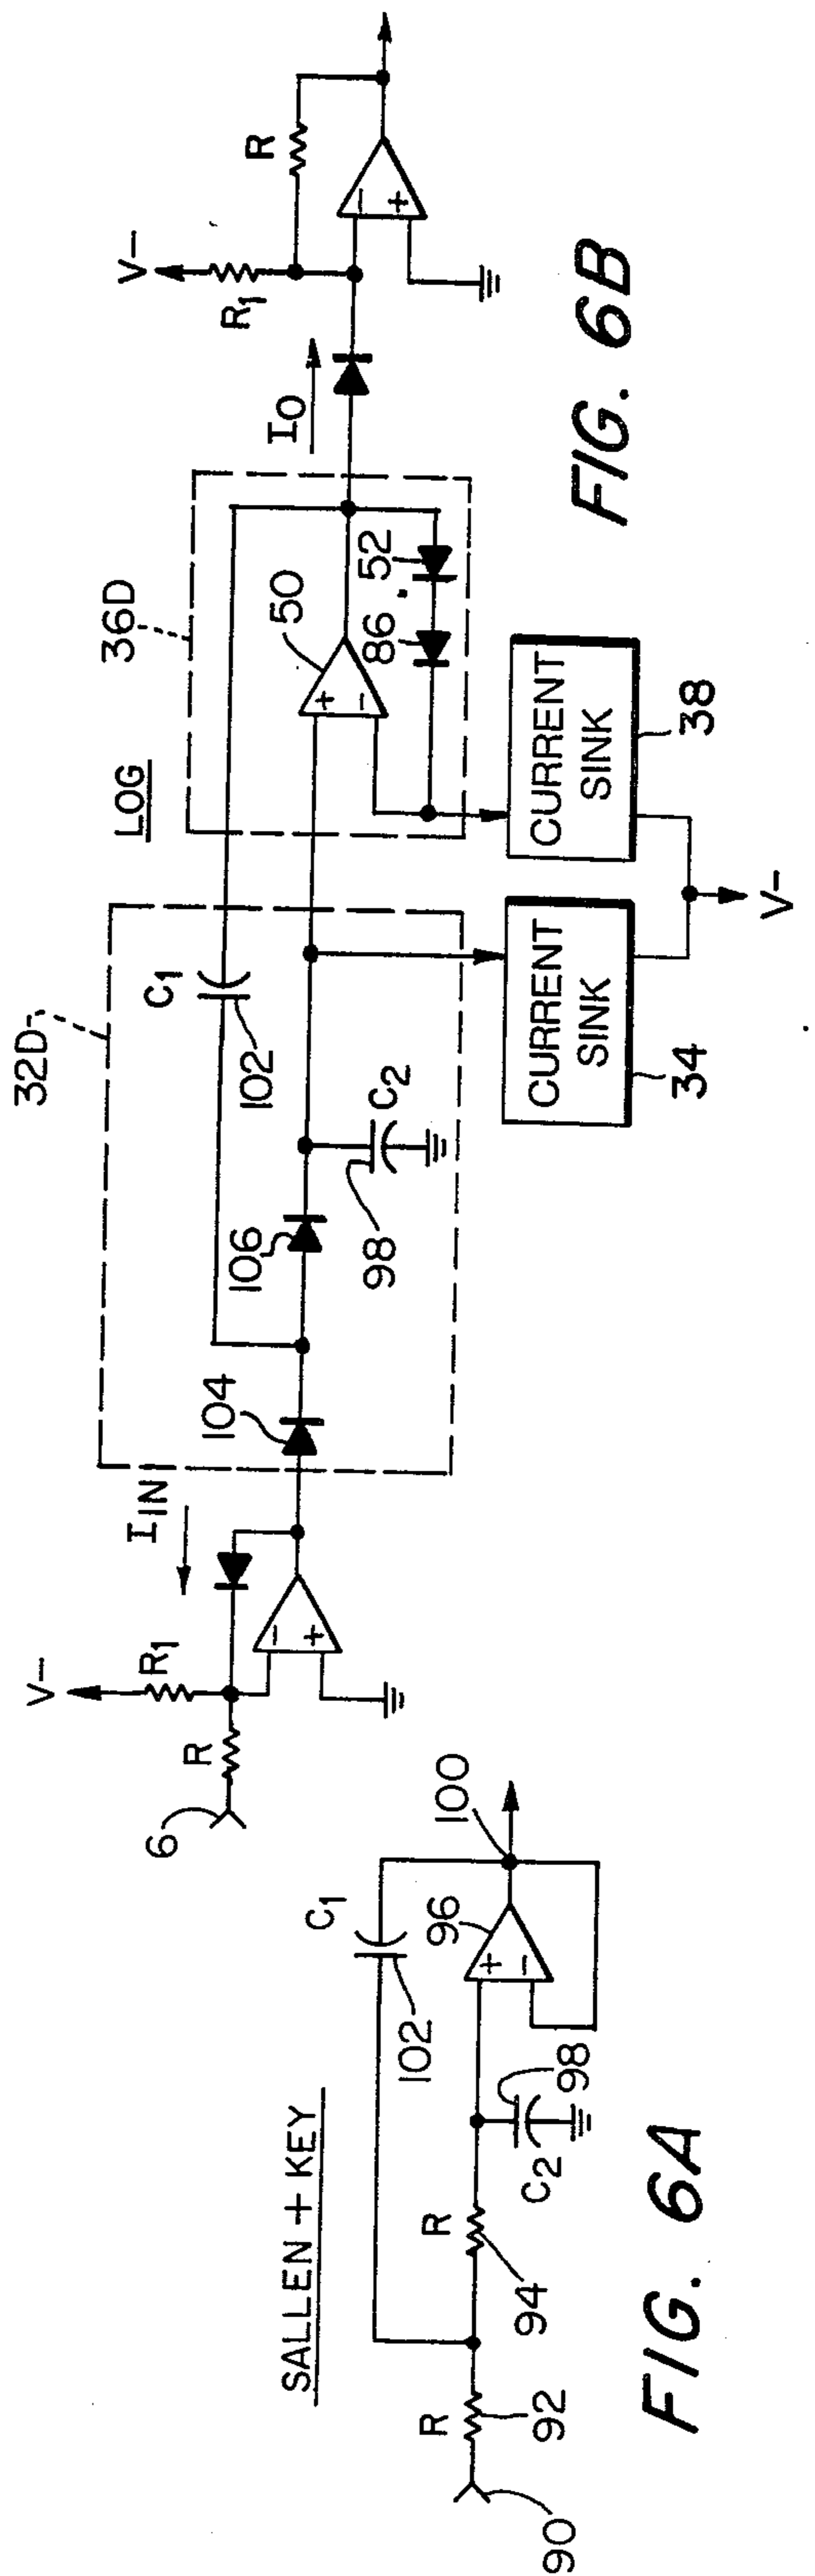 SALLEN + KEY
90
R
92
R
94
C2
98
102
C1
96
+
−
100
FIG. 6A
6
R
R1
V−
IIN
−
+
32D
104
106
98
C2
102
C1
LOG
36D
50
+
−
86
52
CURRENT
SINK
34
CURRENT
SINK
38
V−
IO
R1
V−
R
−
+
FIG. 6B